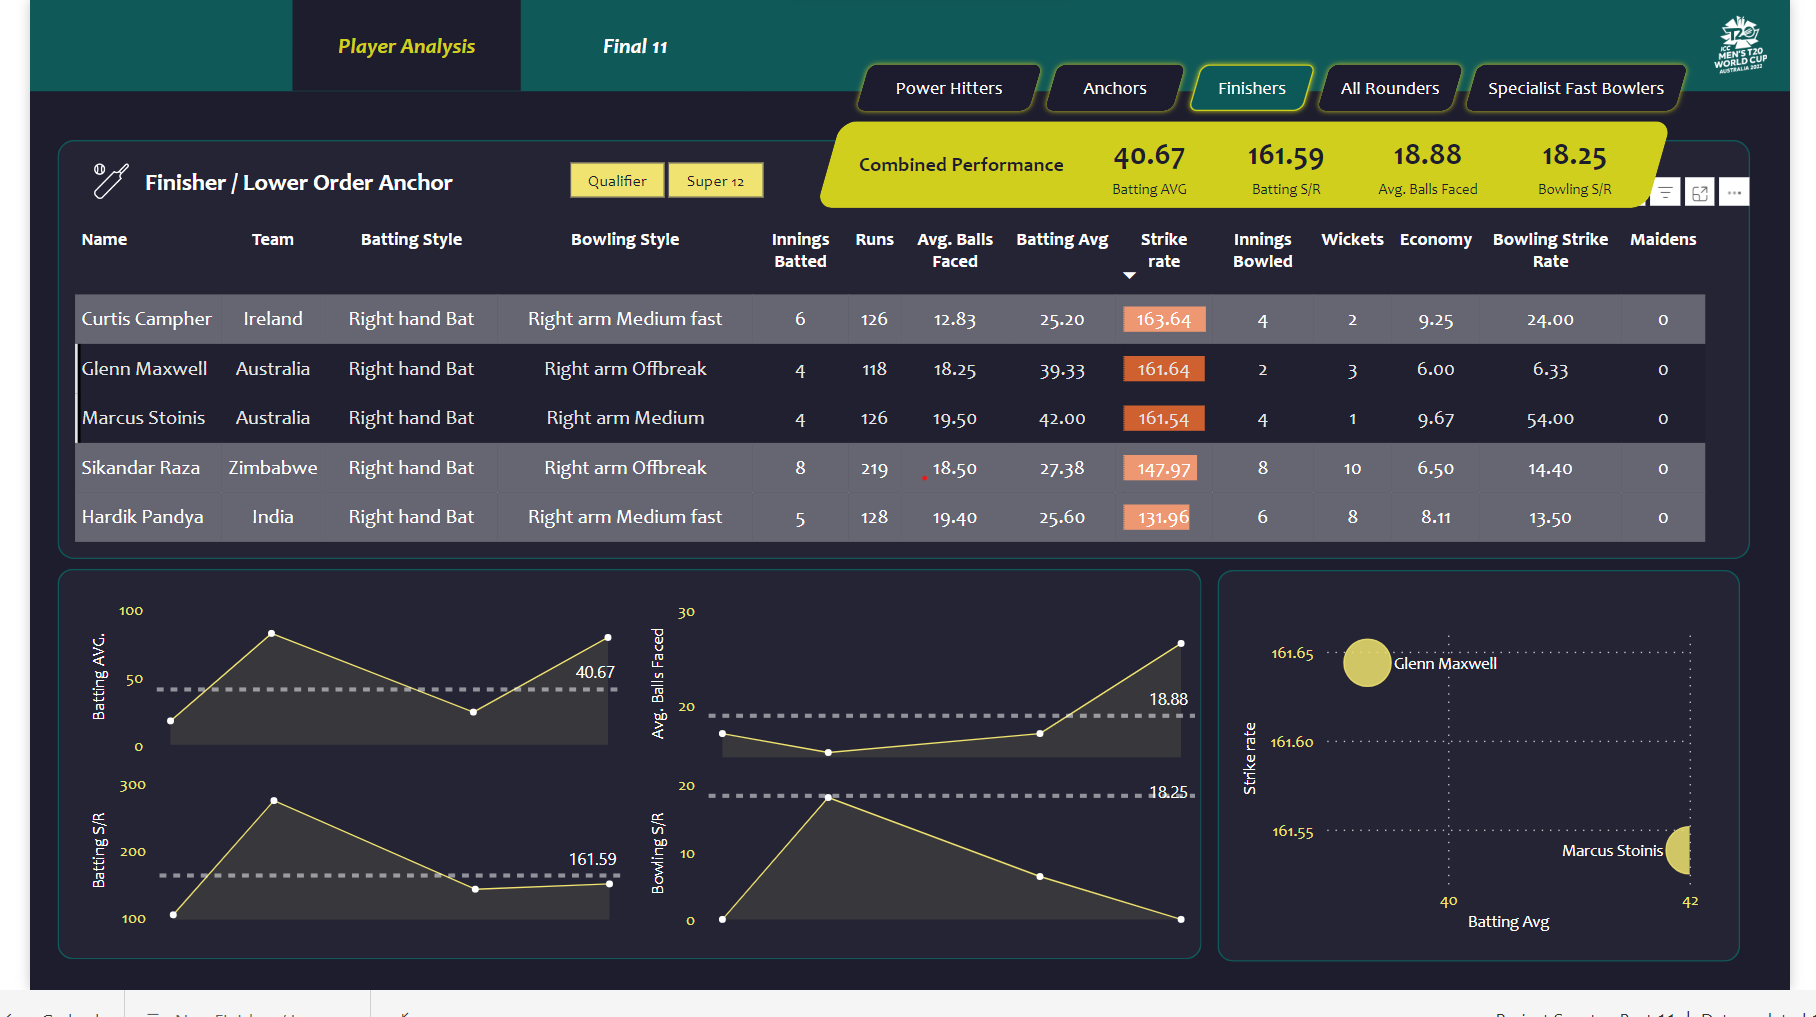 Player Analysis
Final 11
T20
ICC
MEN'S T20
WORLD CUP
AUSTRALIA 2022
Power Hitters
Anchors
Finishers
All Rounders
Specialist Fast Bowlers
Finisher / Lower Order Anchor
Qualifier
Super 12
Combined Performance
40.67
161.59
18.88
18.25
Batting AVG
Batting S/R
Avg. Balls Faced
Bowling S/R
Name Team Batting Style Bowling Style Innings Batted Runs Avg. Balls Faced Batting Avg Strike rate Innings Bowled Wickets Economy Bowling Strike Rate Maidens
Curtis Campher Ireland Right hand Bat Right arm Medium fast 6 126 12.83 25.20 163.64 4 2 9.25 24.00 0
Glenn Maxwell Australia Right hand Bat Right arm Offbreak 4 118 18.25 39.33 161.64 2 3 6.00 6.33 0
Marcus Stoinis Australia Right hand Bat Right arm Medium 4 126 19.50 42.00 161.54 4 1 9.67 54.00 0
Sikandar Raza Zimbabwe Right hand Bat Right arm Offbreak 8 219 18.50 27.38 147.97 8 10 6.50 14.40 0
Hardik Pandya India Right hand Bat Right arm Medium fast 5 128 19.40 25.60 131.96 6 8 8.11 13.50 0
Batting AVG.
100
50
0
40.67
Avg. Balls Faced
30
20
18.88
Batting S/R
300
200
100
161.59
Bowling S/R
20
10
0
18.25
Strike rate
161.65
161.60
161.55
Glenn Maxwell
Marcus Stoinis
40
42
Batting Avg